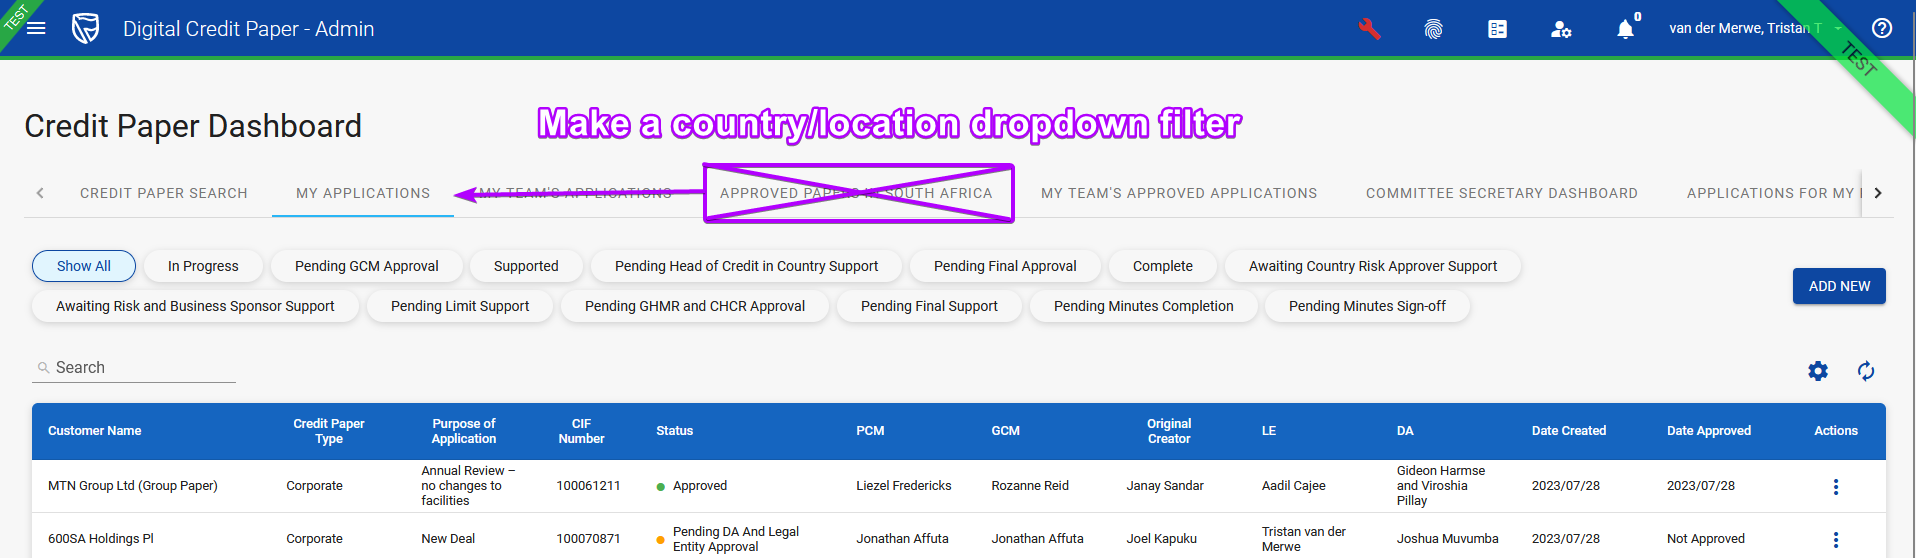 TEST
Digital Credit Paper - Admin
0
van der Merwe, Tristan T
TEST
Credit Paper Dashboard
Make a country/location dropdown filter
CREDIT PAPER SEARCH
MY APPLICATIONS
MY TEAM'S APPLICATIONS
APPROVED PAPERS IN SOUTH AFRICA
MY TEAM'S APPROVED APPLICATIONS
COMMITTEE SECRETARY DASHBOARD
APPLICATIONS FOR MY
Show All
In Progress
Pending GCM Approval
Supported
Pending Head of Credit in Country Support
Pending Final Approval
Complete
Awaiting Country Risk Approver Support
Awaiting Risk and Business Sponsor Support
Pending Limit Support
Pending GHMR and CHCR Approval
Pending Final Support
Pending Minutes Completion
Pending Minutes Sign-off
ADD NEW
Search
Customer Name
Credit Paper
Type
Purpose of
Application
CIF
Number
Status
PCM
GCM
Original
Creator
LE
DA
Date Created
Date Approved
Actions
MTN Group Ltd (Group Paper)
Corporate
Annual Review –
no changes to
facilities
100061211
Approved
Liezel Fredericks
Rozanne Reid
Janay Sandar
Aadil Cajee
Gideon Harmse
and Viroshia
Pillay
2023/07/28
2023/07/28
600SA Holdings Pl
Corporate
New Deal
100070871
Pending DA And Legal
Entity Approval
Jonathan Affuta
Jonathan Affuta
Joel Kapuku
Tristan van der
Merwe
Joshua Muvumba
2023/07/28
Not Approved